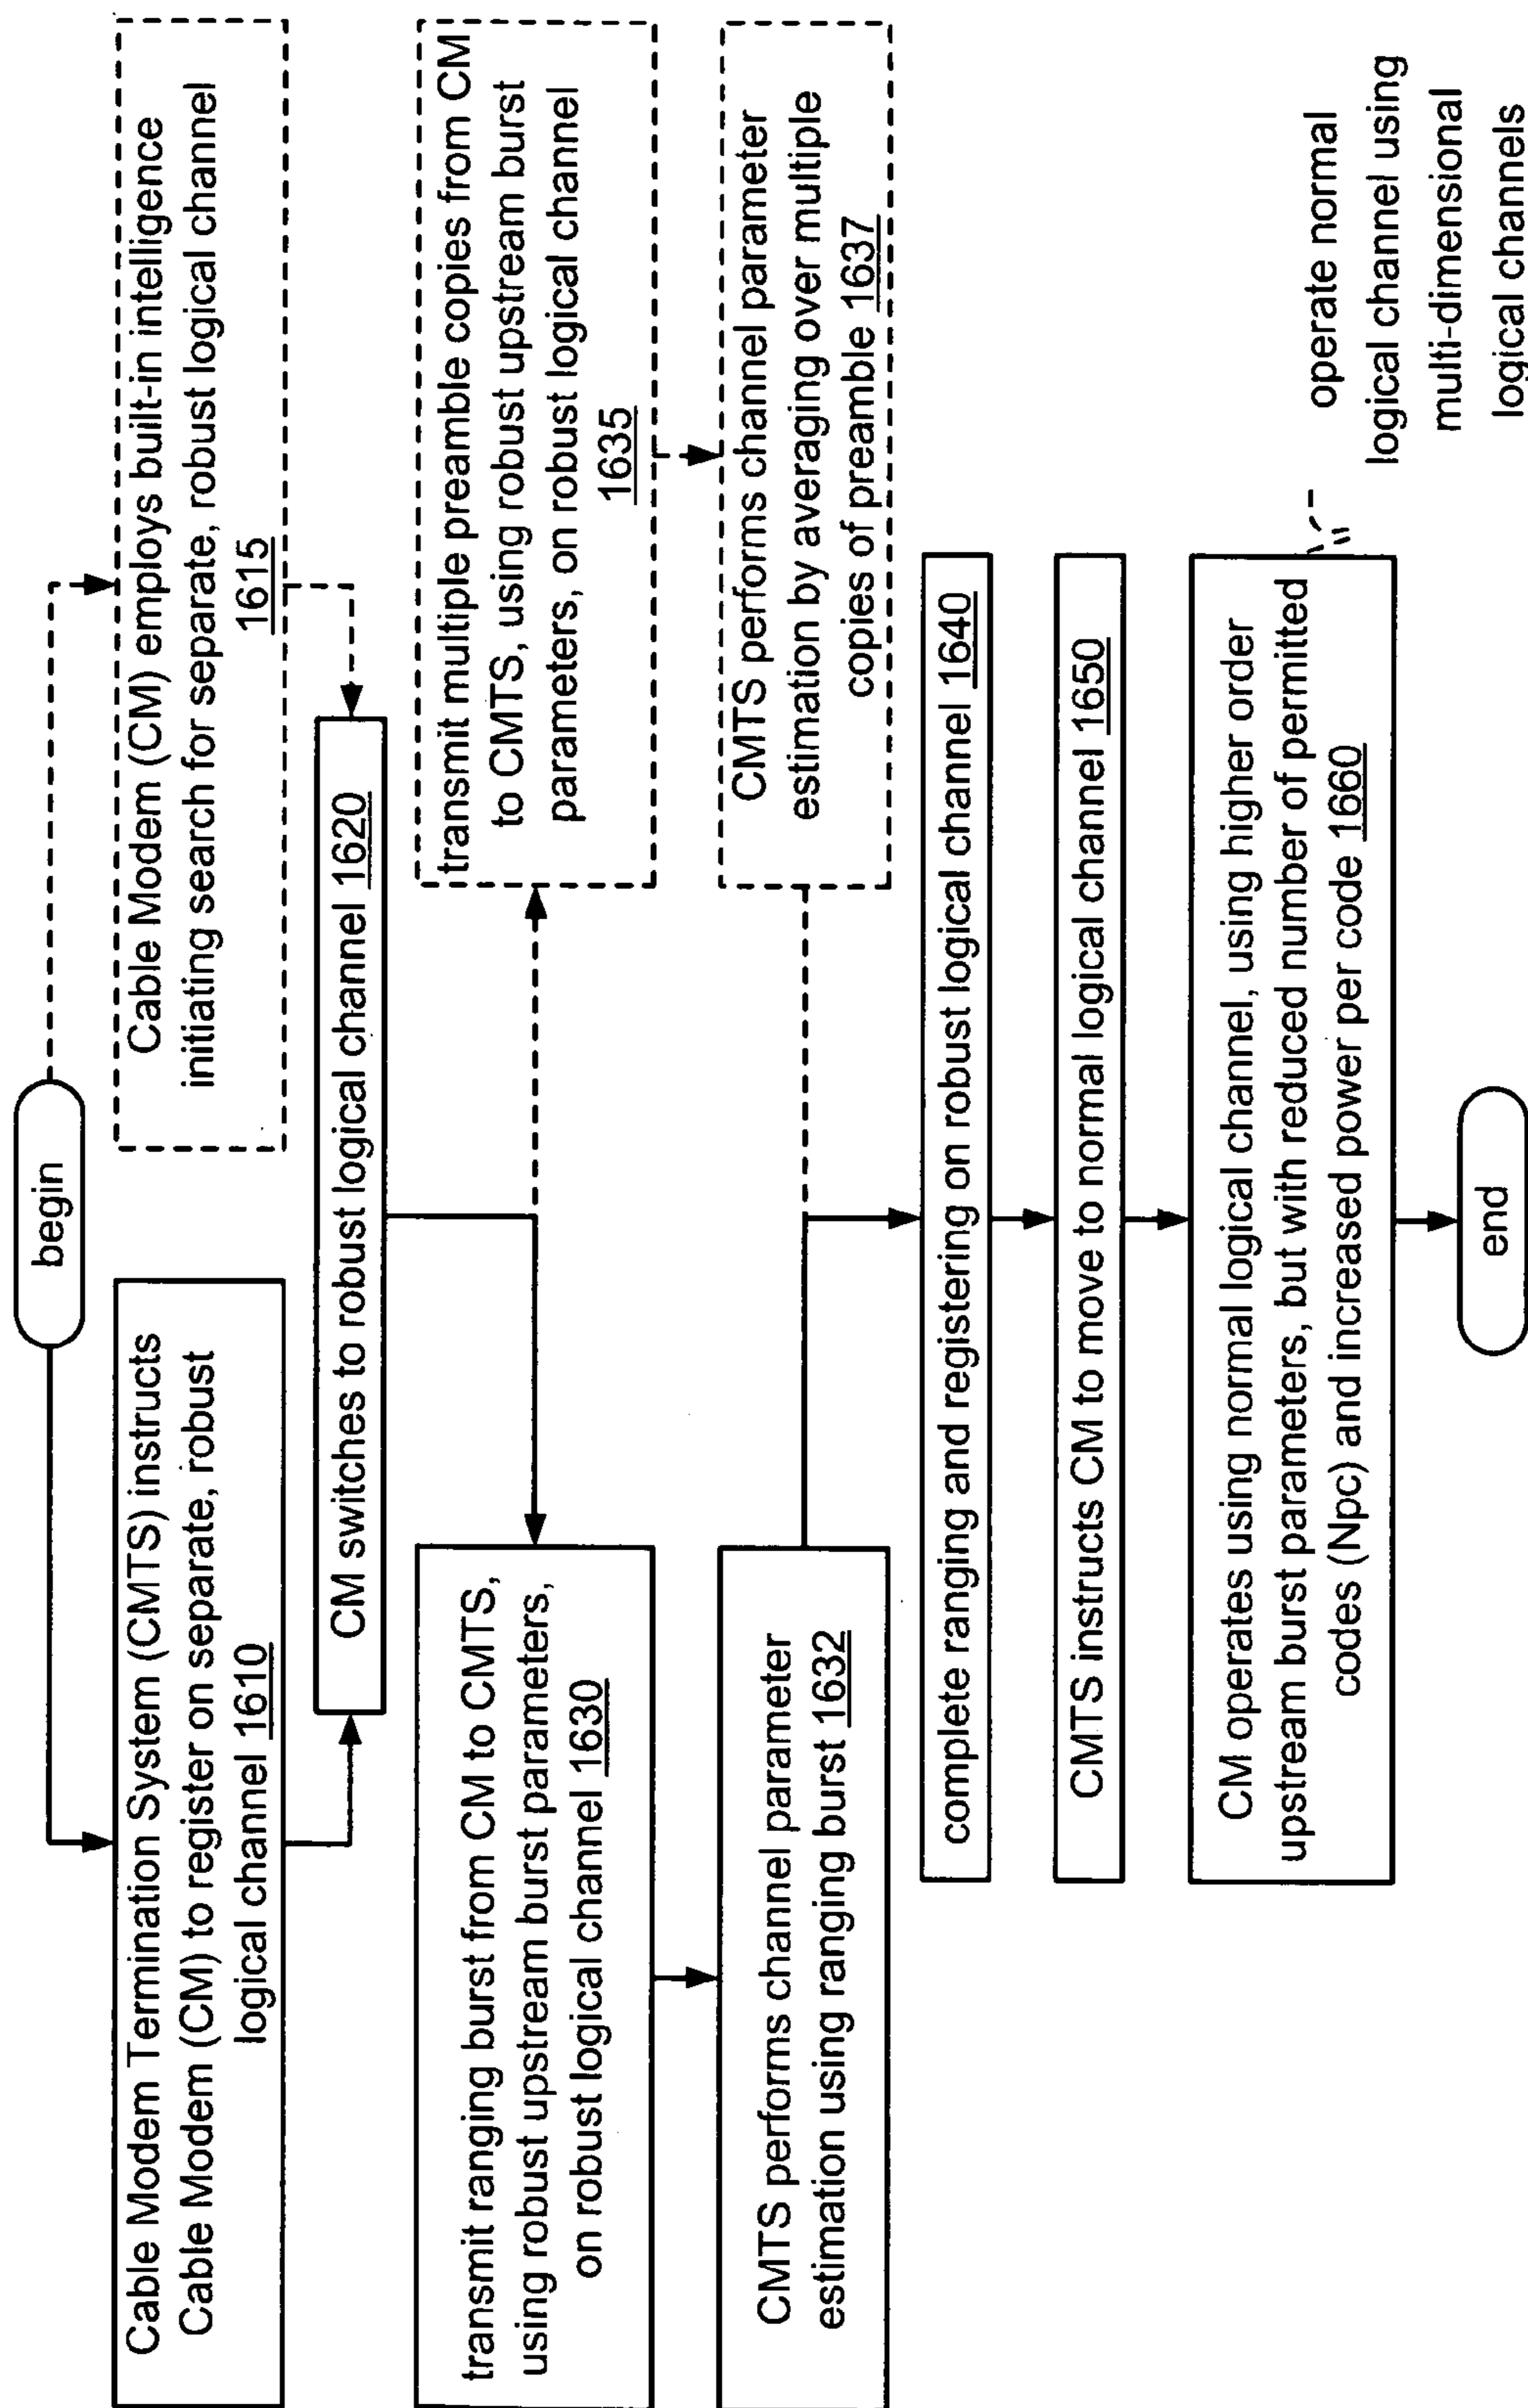 begin
Cable Modem Termination System (CMTS) instructs
Cable Modem (CM) to register on separate, robust
logical channel 1610
Cable Modem (CM) employs built-in intelligence
initiating search for separate, robust logical channel
1615
CM switches to robust logical channel 1620
transmit ranging burst from CM to CMTS,
using robust upstream burst parameters,
on robust logical channel 1630
transmit multiple preamble copies from CM
to CMTS, using robust upstream burst
parameters, on robust logical channel
1635
CMTS performs channel parameter
estimation using ranging burst 1632
CMTS performs channel parameter
estimation by averaging over multiple
copies of preamble 1637
complete ranging and registering on robust logical channel 1640
CMTS instructs CM to move to normal logical channel 1650
CM operates using normal logical channel, using higher order
upstream burst parameters, but with reduced number of permitted
codes (Npc) and increased power per code 1660
operate normal
logical channel using
multi-dimensional
logical channels
end